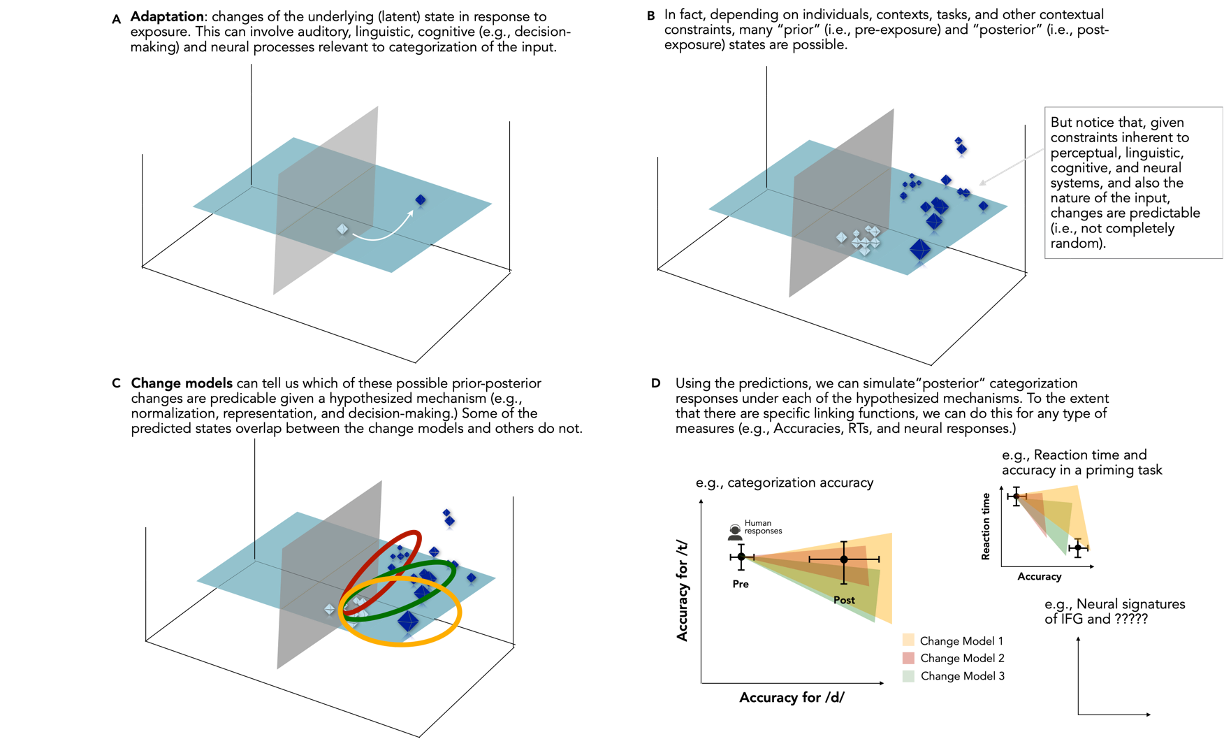 A Adaptation: changes of the underlying (latent) state in response to
exposure. This can involve auditory, linguistic, cognitive (e.g., decision-
making) and neural processes relevant to categorization of the input.
B In fact, depending on individuals, contexts, tasks, and other contextual
constraints, many “prior” (i.e., pre-exposure) and “posterior” (i.e., post-
exposure) states are possible.
But notice that, given
constraints inherent to
perceptual, linguistic,
cognitive, and neural
systems, and also the
nature of the input,
changes are predictable
(i.e., not completely
random).
C Change models can tell us which of these possible prior-posterior
changes are predicable given a hypothesized mechanism (e.g.,
normalization, representation, and decision-making.) Some of the
predicted states overlap between the change models and others do not.
D Using the predictions, we can simulate“posterior” categorization
responses under each of the hypothesized mechanisms. To the extent
that there are specific linking functions, we can do this for any type of
measures (e.g., Accuracies, RTs, and neural responses.)
e.g., categorization accuracy
Human
responses
Pre
Post
Accuracy for /t/
Accuracy for /d/
Change Model 1
Change Model 2
Change Model 3
e.g., Reaction time and
accuracy in a priming task
Reaction time
Accuracy
e.g., Neural signatures
of IFG and ?????